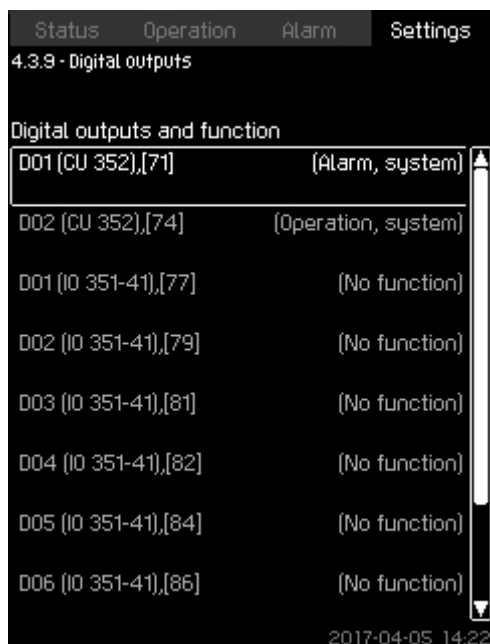 Status Operation Alarm Settings
4.3.9 - Digital outputs
Digital outputs and function
DO1 (CU 352),[71] (Alarm, system)
DO2 (CU 352),[74] (Operation, system)
DO1 (IO 351-41),[77] (No function)
DO2 (IO 351-41),[79] (No function)
DO3 (IO 351-41),[81] (No function)
DO4 (IO 351-41),[82] (No function)
DO5 (IO 351-41),[84] (No function)
DO6 (IO 351-41),[86] (No function)
2017-04-05 14:22